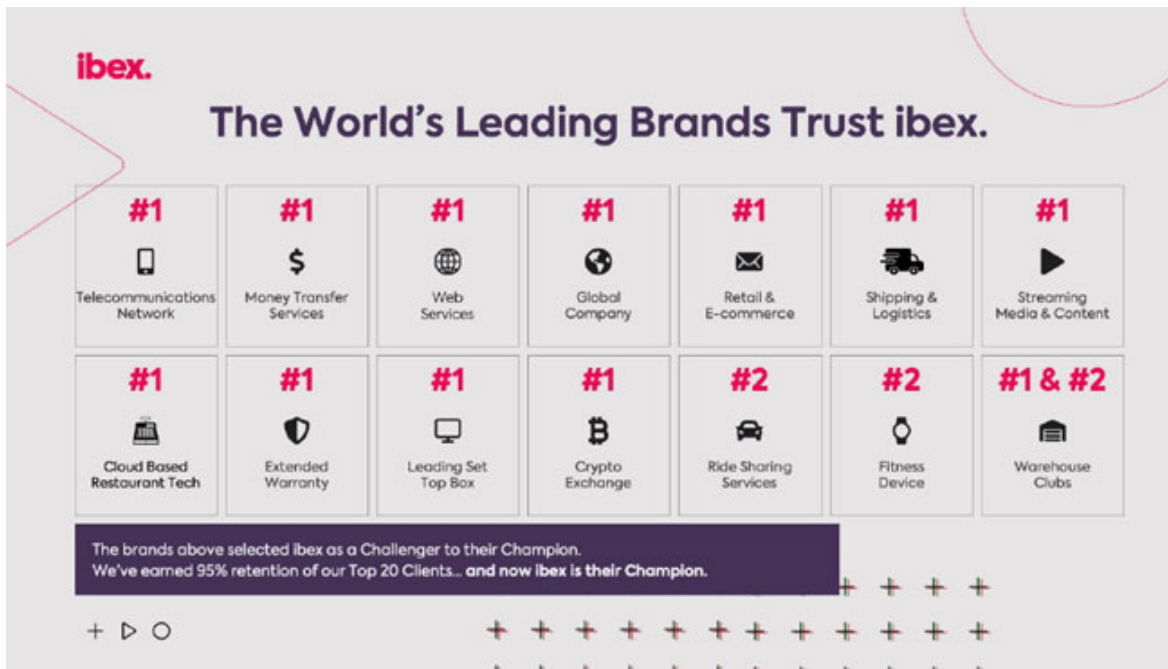 ibex.
The World's Leading Brands Trust ibex.
#1
Telecommunications
Network
#1
Money Transfer
Services
#1
Web
Services
#1
Global
Company
#1
Retail &
E-commerce
#1
Shipping &
Logistics
#1
Streaming
Media & Content
#1
Cloud Based
Restaurant Tech
#1
Extended
Warranty
#1
Leading Set
Top Box
#1
Crypto
Exchange
#2
Ride Sharing
Services
#2
Fitness
Device
#1 & #2
Warehouse
Clubs
The brands above selected ibex as a Challenger to their Champion.
We've earned 95% retention of our Top 20 Clients... and now ibex is their Champion.